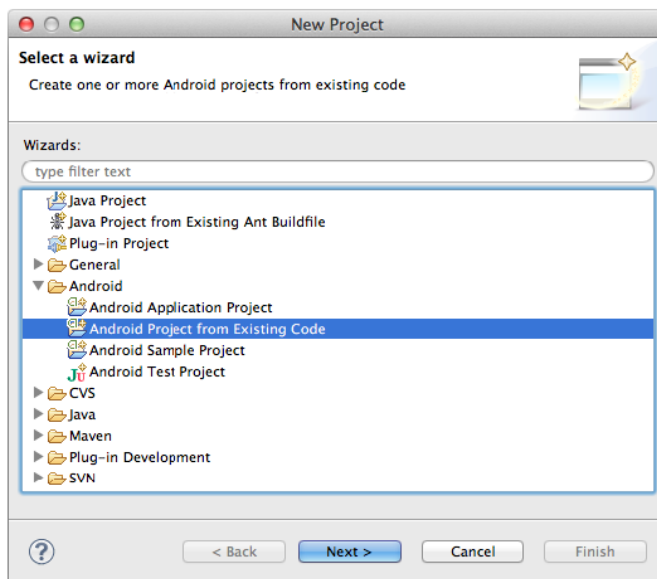 New Project
Select a wizard
Create one or more Android projects from existing code
Wizards:
type filter text
Java Project
Java Project from Existing Ant Buildfile
Plug-in Project
General
Android
Android Application Project
Android Project from Existing Code
Android Sample Project
Android Test Project
CVS
Java
Maven
Plug-in Development
SVN
? < Back Next > Cancel Finish